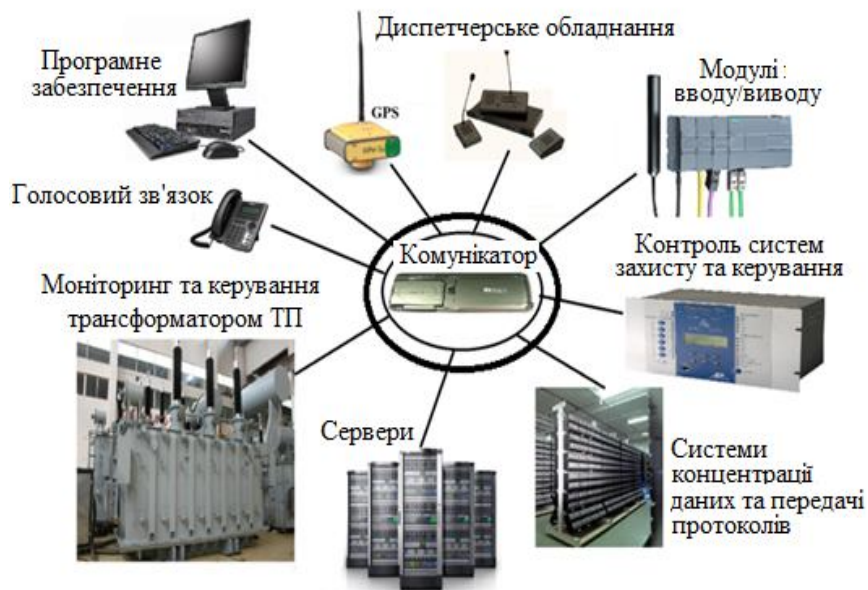 Диспетчерське обладнання
Програмне
забезпечення
GPS
Модулі:
вводу/виводу
Голосовий зв'язок
Комунікатор
Контроль систем
захисту та керування
Моніторинг та керування
трансформатором ТП
Сервери
Системи
концентрації
даних та передачі
протоколів